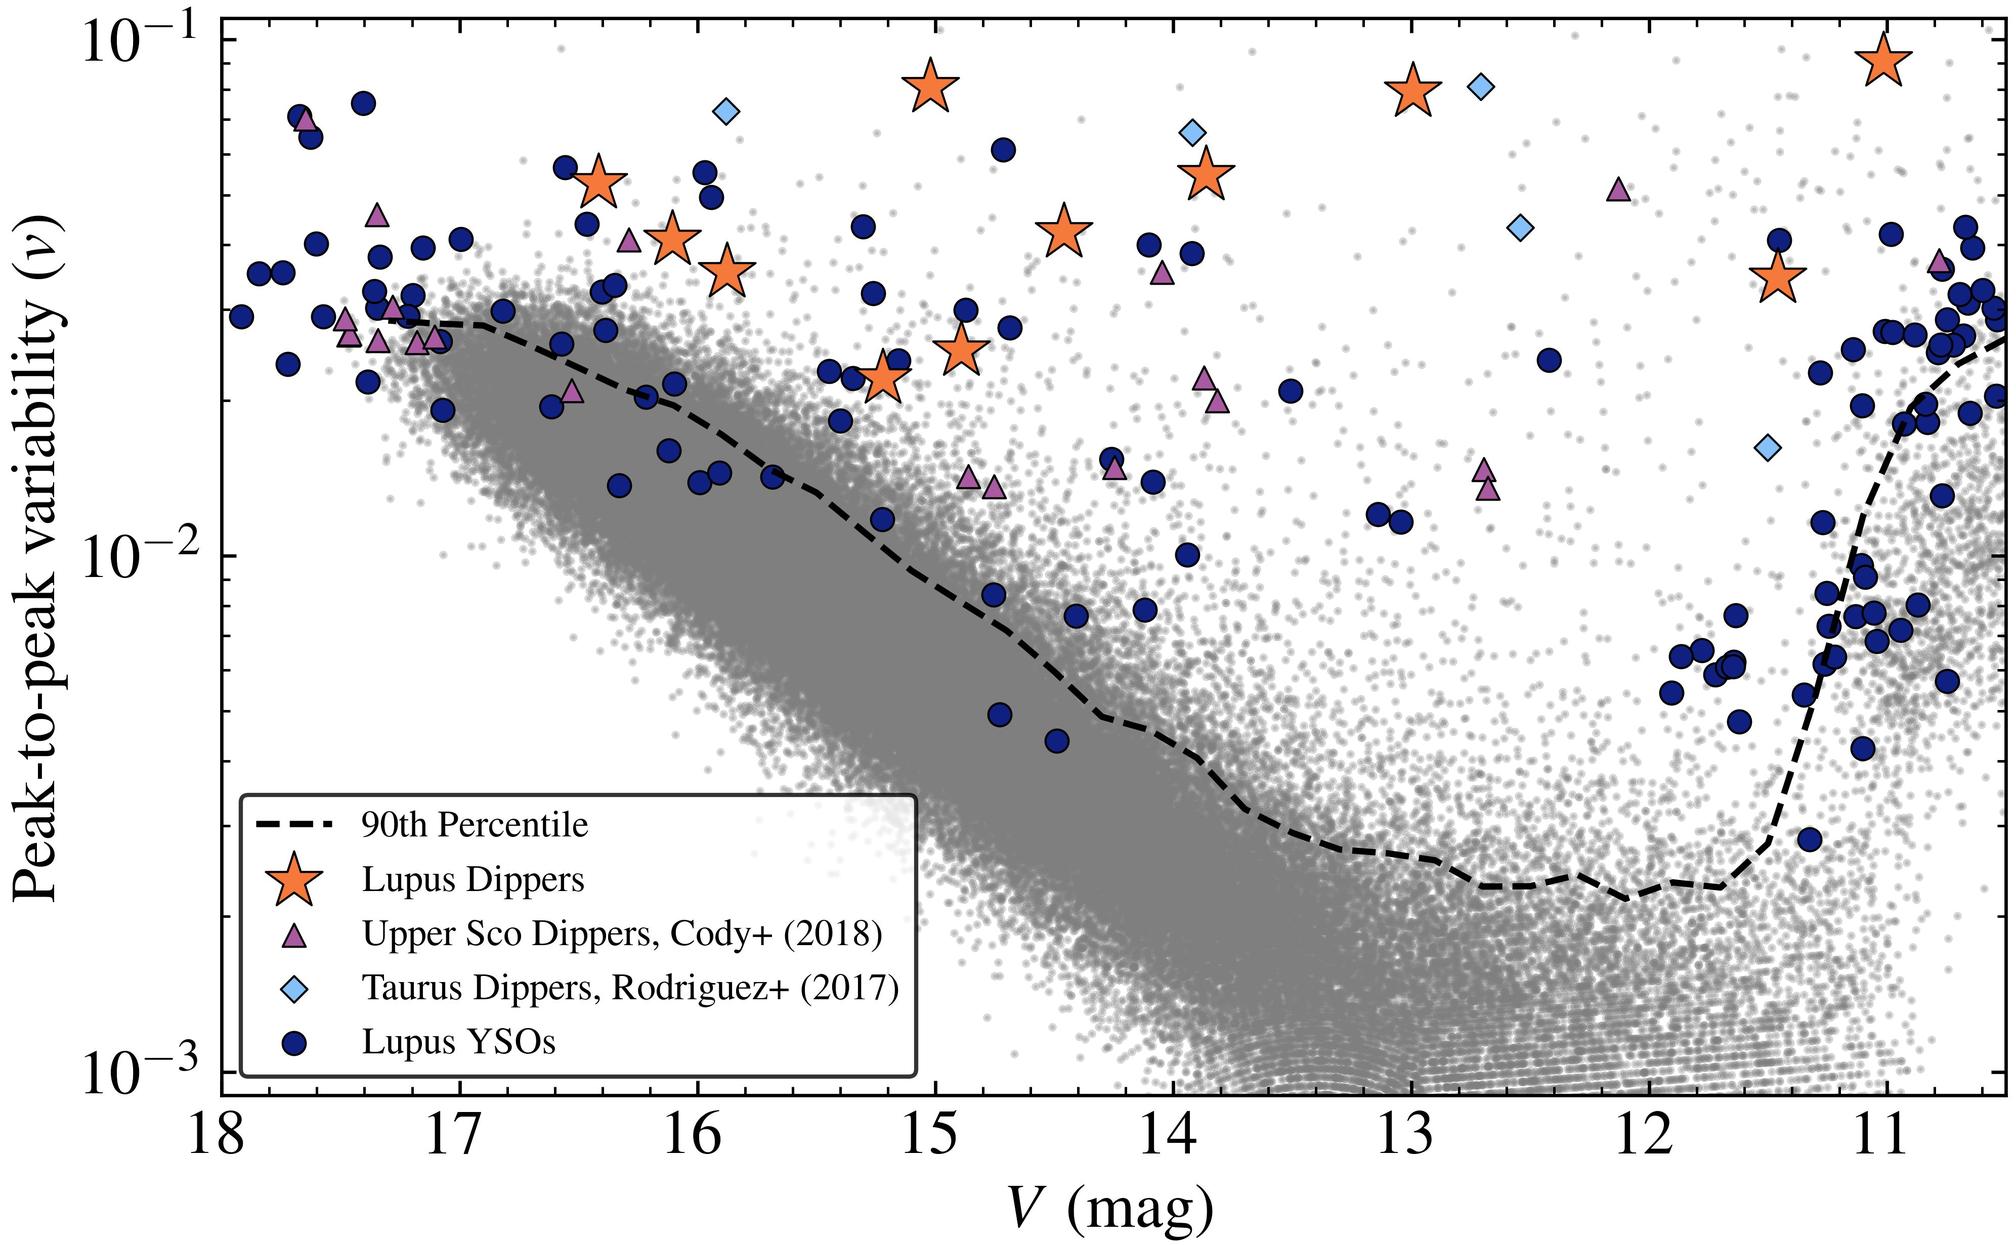 10−1
10−2
10−3
Peak-to-peak variability (ν)
90th Percentile
Lupus Dippers
Upper Sco Dippers, Cody+ (2018)
Taurus Dippers, Rodriguez+ (2017)
Lupus YSOs
18 17 16 15 14 13 12 11
V (mag)